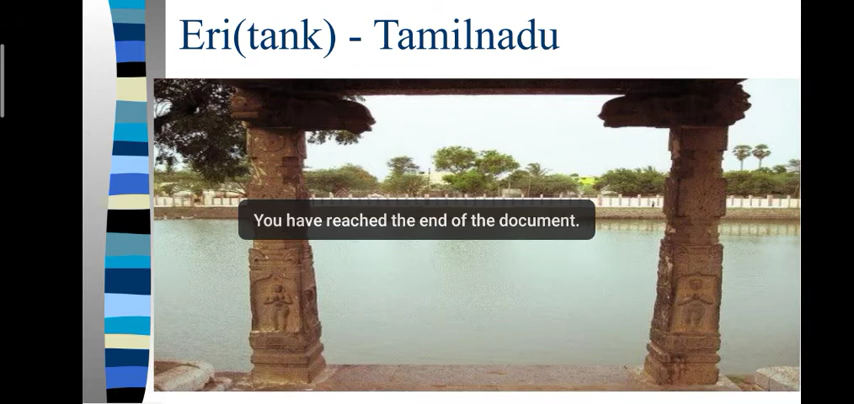 Eri(tank) - Tamilnadu
You have reached the end of the document.